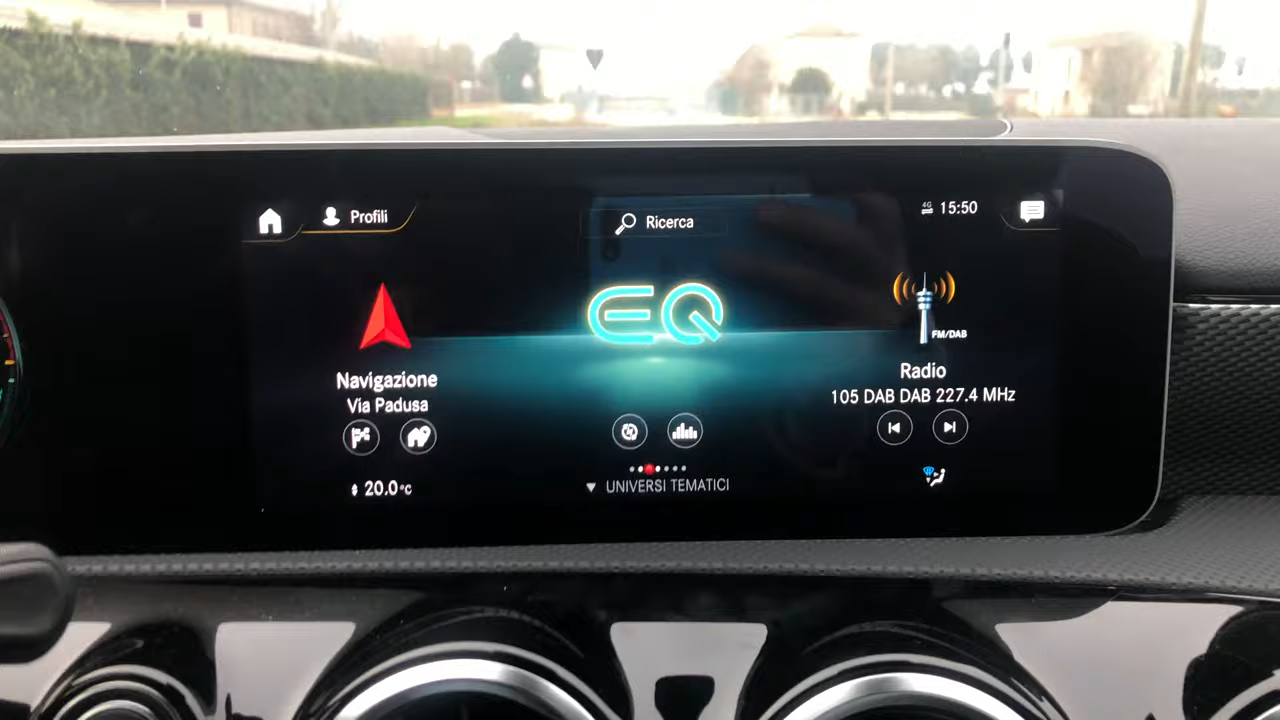 Profili
Ricerca
4G
15:50
EQ
FM/DAB
Navigazione
Via Padusa
Radio
105 DAB DAB 227.4 MHz
20.0°C
UNIVERSI TEMATICI